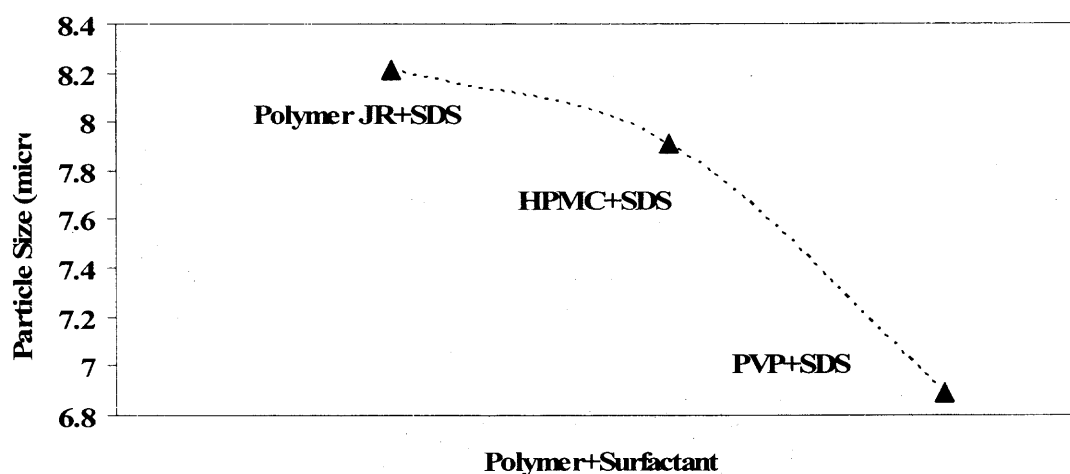 8.4
8.2
8
7.8
7.6
7.4
7.2
7
6.8
Particle Size (micr
Polymer JR+SDS
HPMC+SDS
PVP+SDS
Polymer+Surfactant